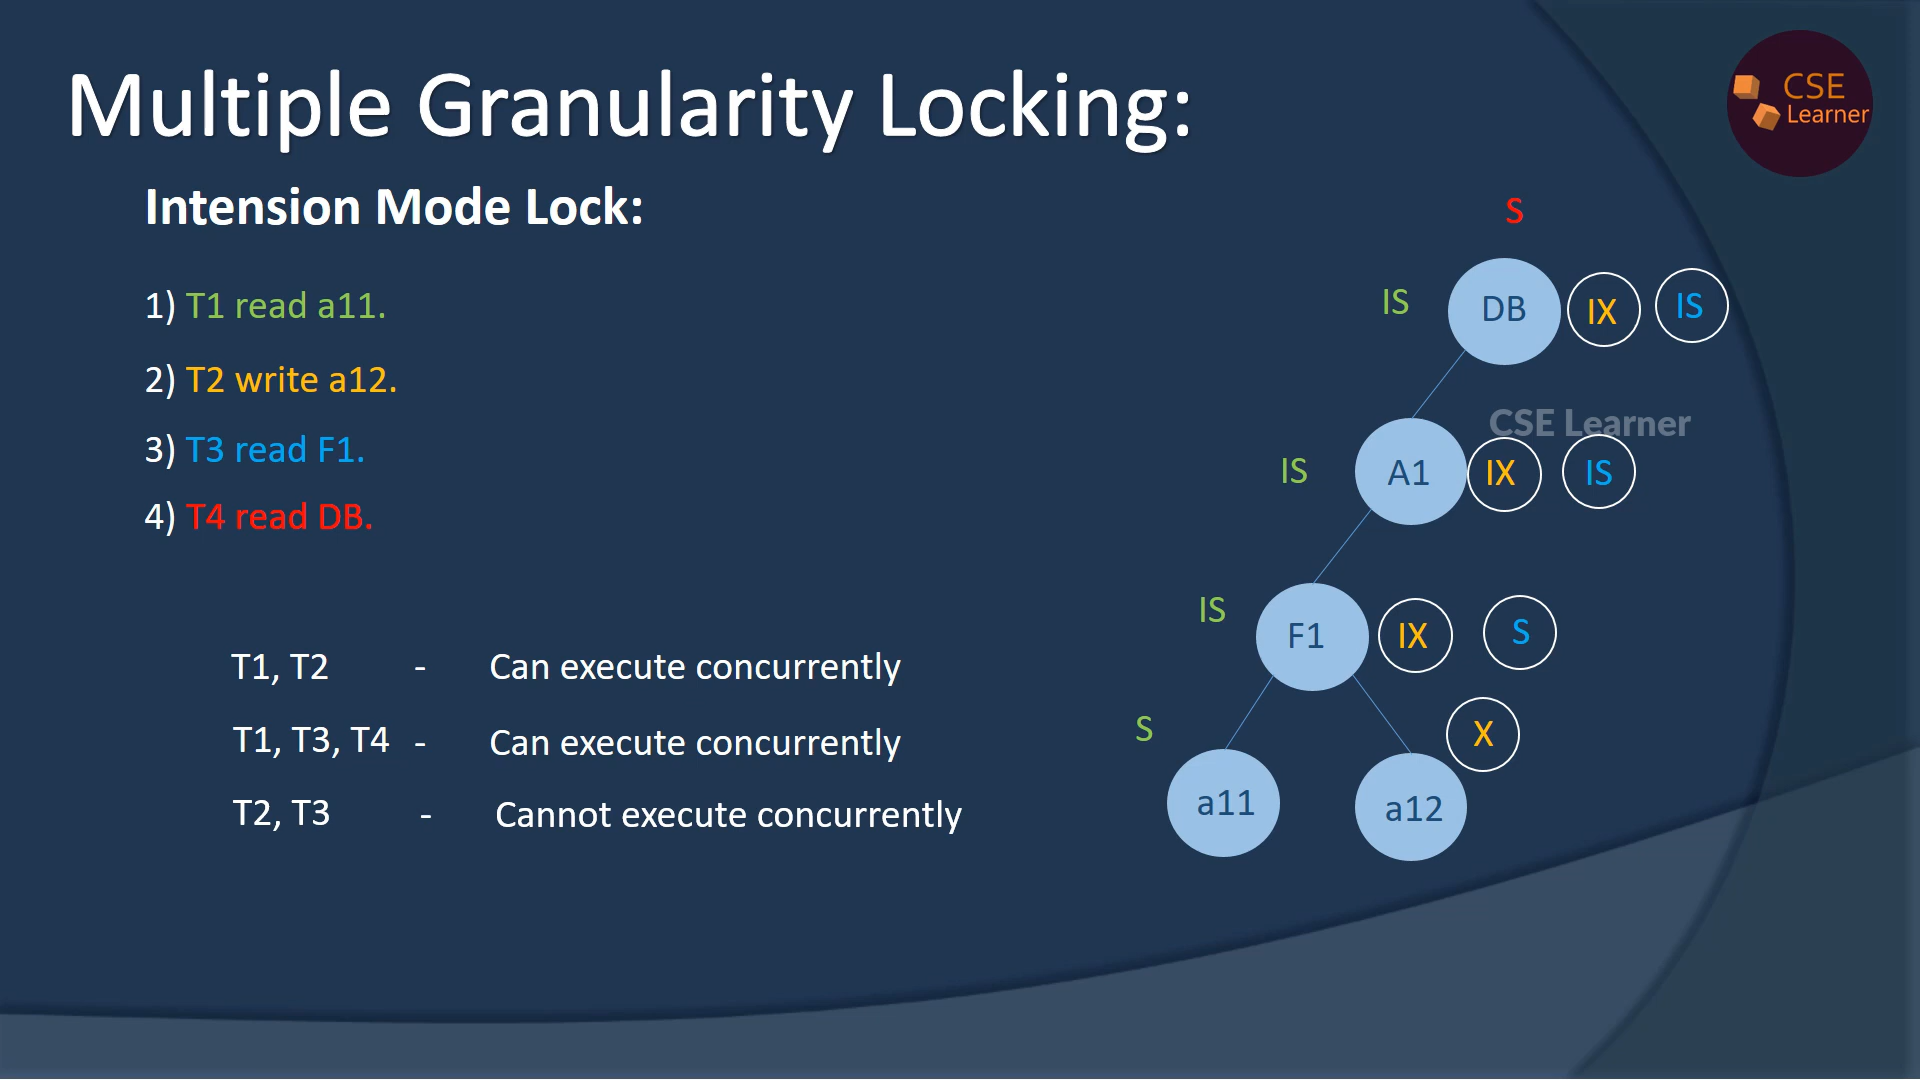 Multiple Granularity Locking:
CSE
Learner
Intension Mode Lock:
1) T1 read a11.
2) T2 write a12.
3) T3 read F1.
4) T4 read DB.
T1, T2 - Can execute concurrently
T1, T3, T4 - Can execute concurrently
T2, T3 - Cannot execute concurrently
S
IS DB IX IS
CSE Learner
IS A1 IX IS
IS F1 IX S
S X
a11 a12